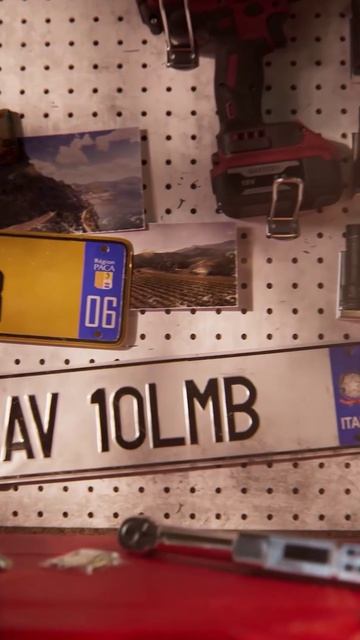 Région
PACA
06
AV 10LMB
ITA